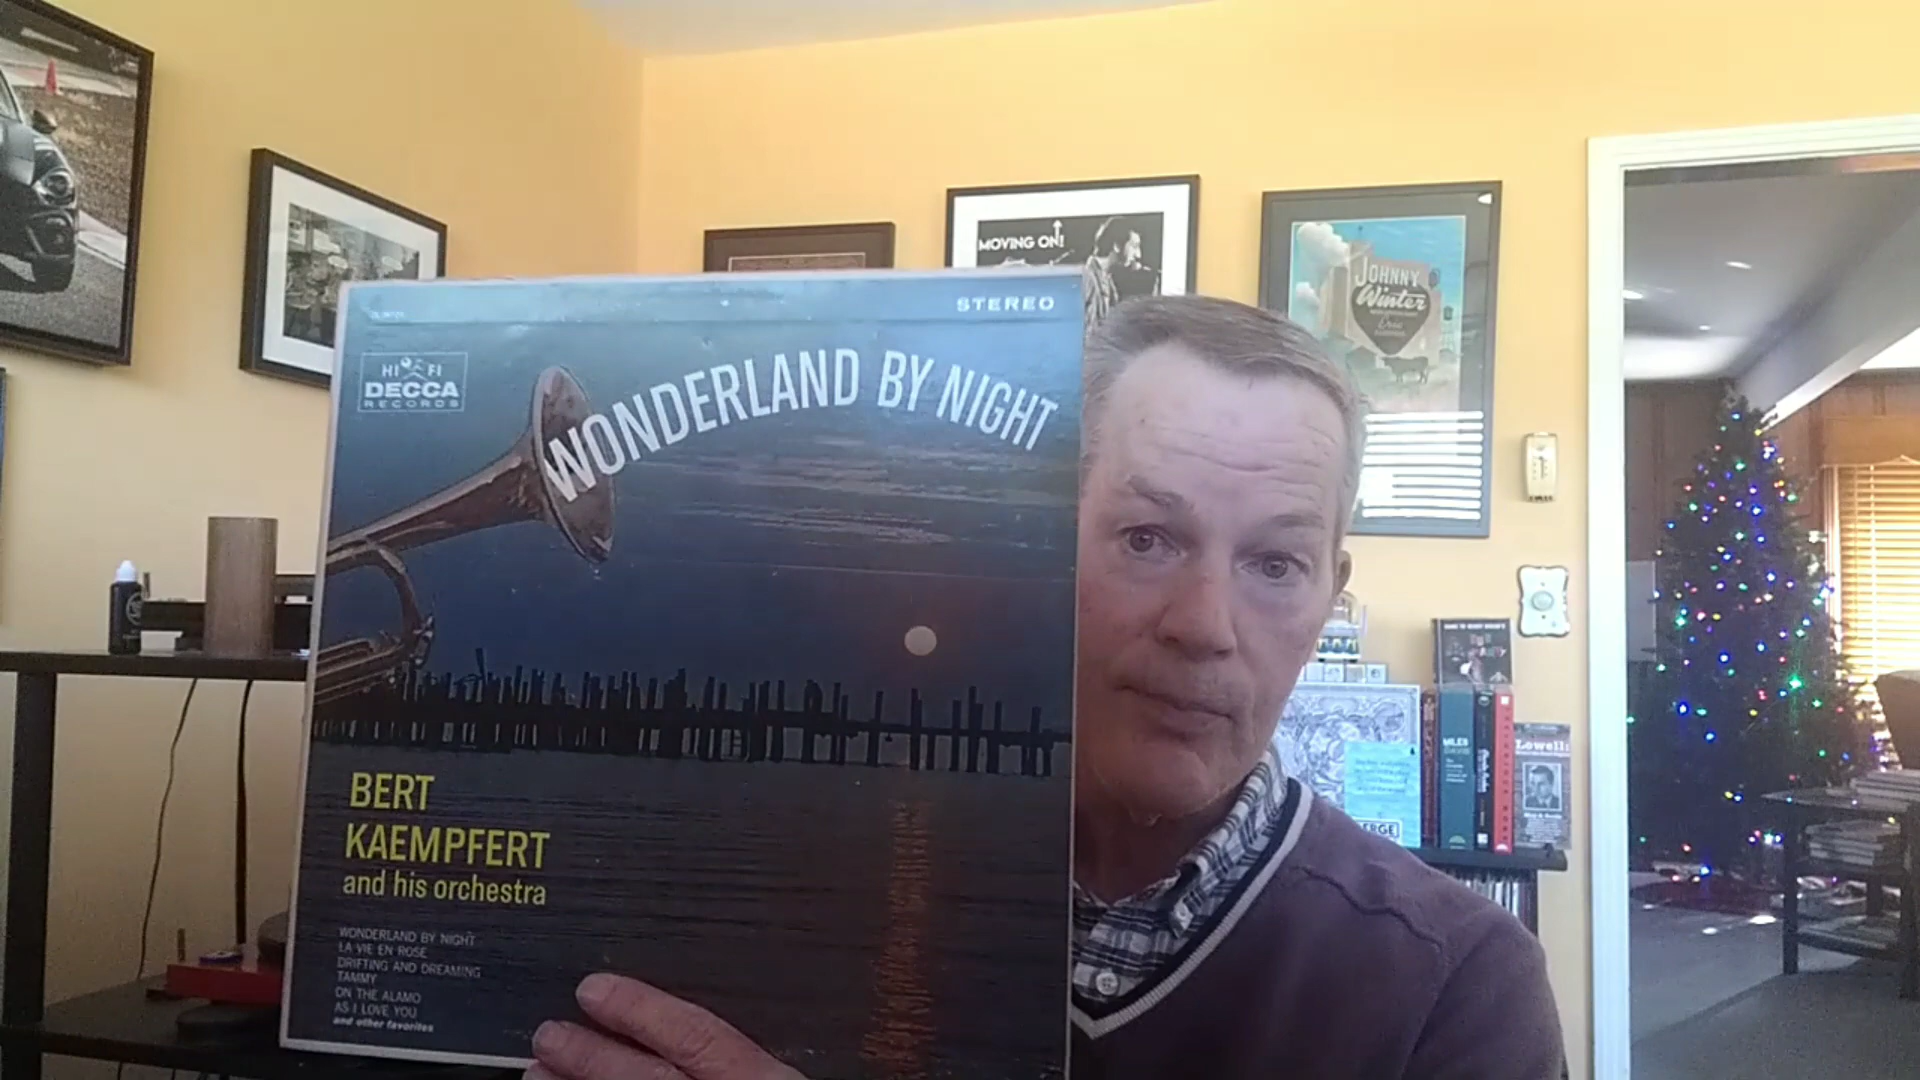 STEREO
HI FI
DECCA
RECORDS
WONDERLAND BY NIGHT
BERT
KAEMPFERT
and his orchestra
WONDERLAND BY NIGHT
LA VIE EN ROSE
DRIFTING AND DREAMING
TAMMY
ON THE ALAMO
AS I LOVE YOU
and other favorites
MOVING ON!
JOHNNY
Winter
MILES
DAVIS
Lowell: